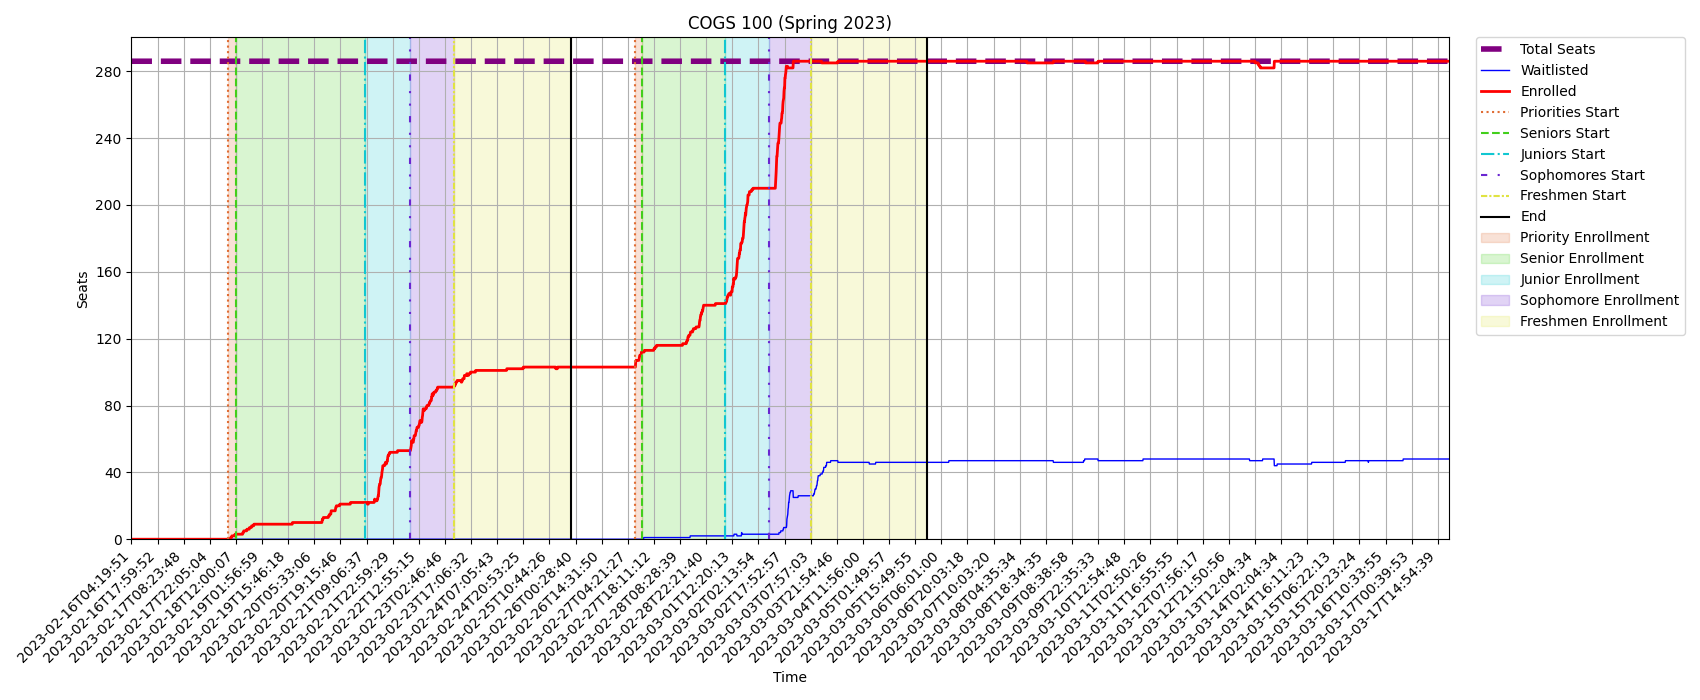 COGS 100 (Spring 2023)
Seats
280
240
200
160
120
80
40
0
2023-02-16T04:19:51
2023-02-16T17:59:52
2023-02-17T08:23:48
2023-02-17T22:05:04
2023-02-18T12:00:07
2023-02-19T01:56:59
2023-02-19T15:46:18
2023-02-20T05:33:06
2023-02-20T19:15:46
2023-02-21T09:06:37
2023-02-21T22:59:29
2023-02-22T12:55:15
2023-02-23T02:46:46
2023-02-23T17:06:32
2023-02-24T07:05:43
2023-02-24T20:53:25
2023-02-25T10:44:26
2023-02-26T00:28:40
2023-02-26T14:31:50
2023-02-27T04:21:27
2023-02-27T18:11:12
2023-02-28T08:28:39
2023-02-28T22:21:40
2023-03-01T12:20:13
2023-03-02T02:13:54
2023-03-02T17:52:57
2023-03-03T07:57:03
2023-03-03T21:54:46
2023-03-04T11:56:00
2023-03-05T01:49:57
2023-03-05T15:49:55
2023-03-06T06:01:00
2023-03-06T20:03:18
2023-03-07T10:03:20
2023-03-08T04:35:34
2023-03-08T18:34:35
2023-03-09T08:38:58
2023-03-09T22:35:33
2023-03-10T12:54:48
2023-03-11T02:50:26
2023-03-11T16:55:55
2023-03-12T07:56:17
2023-03-12T21:50:56
2023-03-13T12:04:34
2023-03-14T02:04:34
2023-03-14T16:11:23
2023-03-15T06:22:13
2023-03-15T20:23:24
2023-03-16T10:33:55
2023-03-17T00:39:53
2023-03-17T14:54:39
Time
Total Seats
Waitlisted
Enrolled
Priorities Start
Seniors Start
Juniors Start
Sophomores Start
Freshmen Start
End
Priority Enrollment
Senior Enrollment
Junior Enrollment
Sophomore Enrollment
Freshmen Enrollment